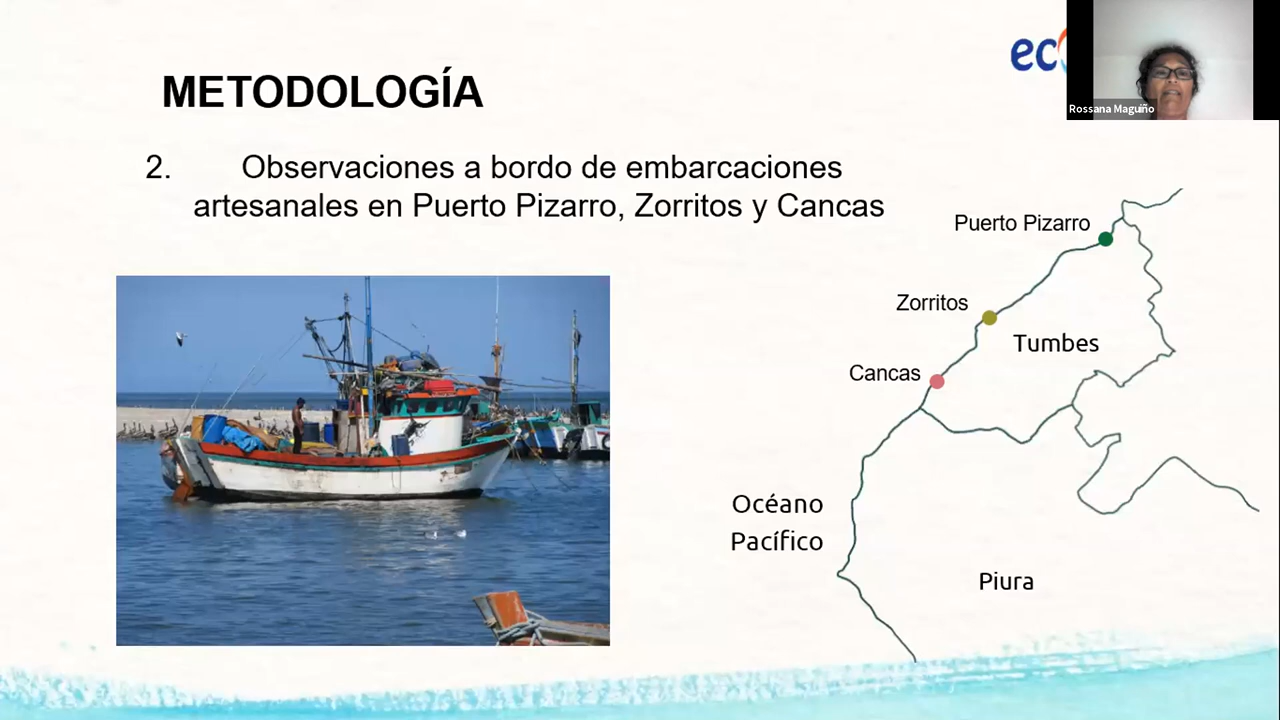 METODOLOGÍA
ec
Rossana Maguiño
2. Observaciones a bordo de embarcaciones
artesanales en Puerto Pizarro, Zorritos y Cancas
Puerto Pizarro
Zorritos
Tumbes
Cancas
Océano
Pacífico
Piura